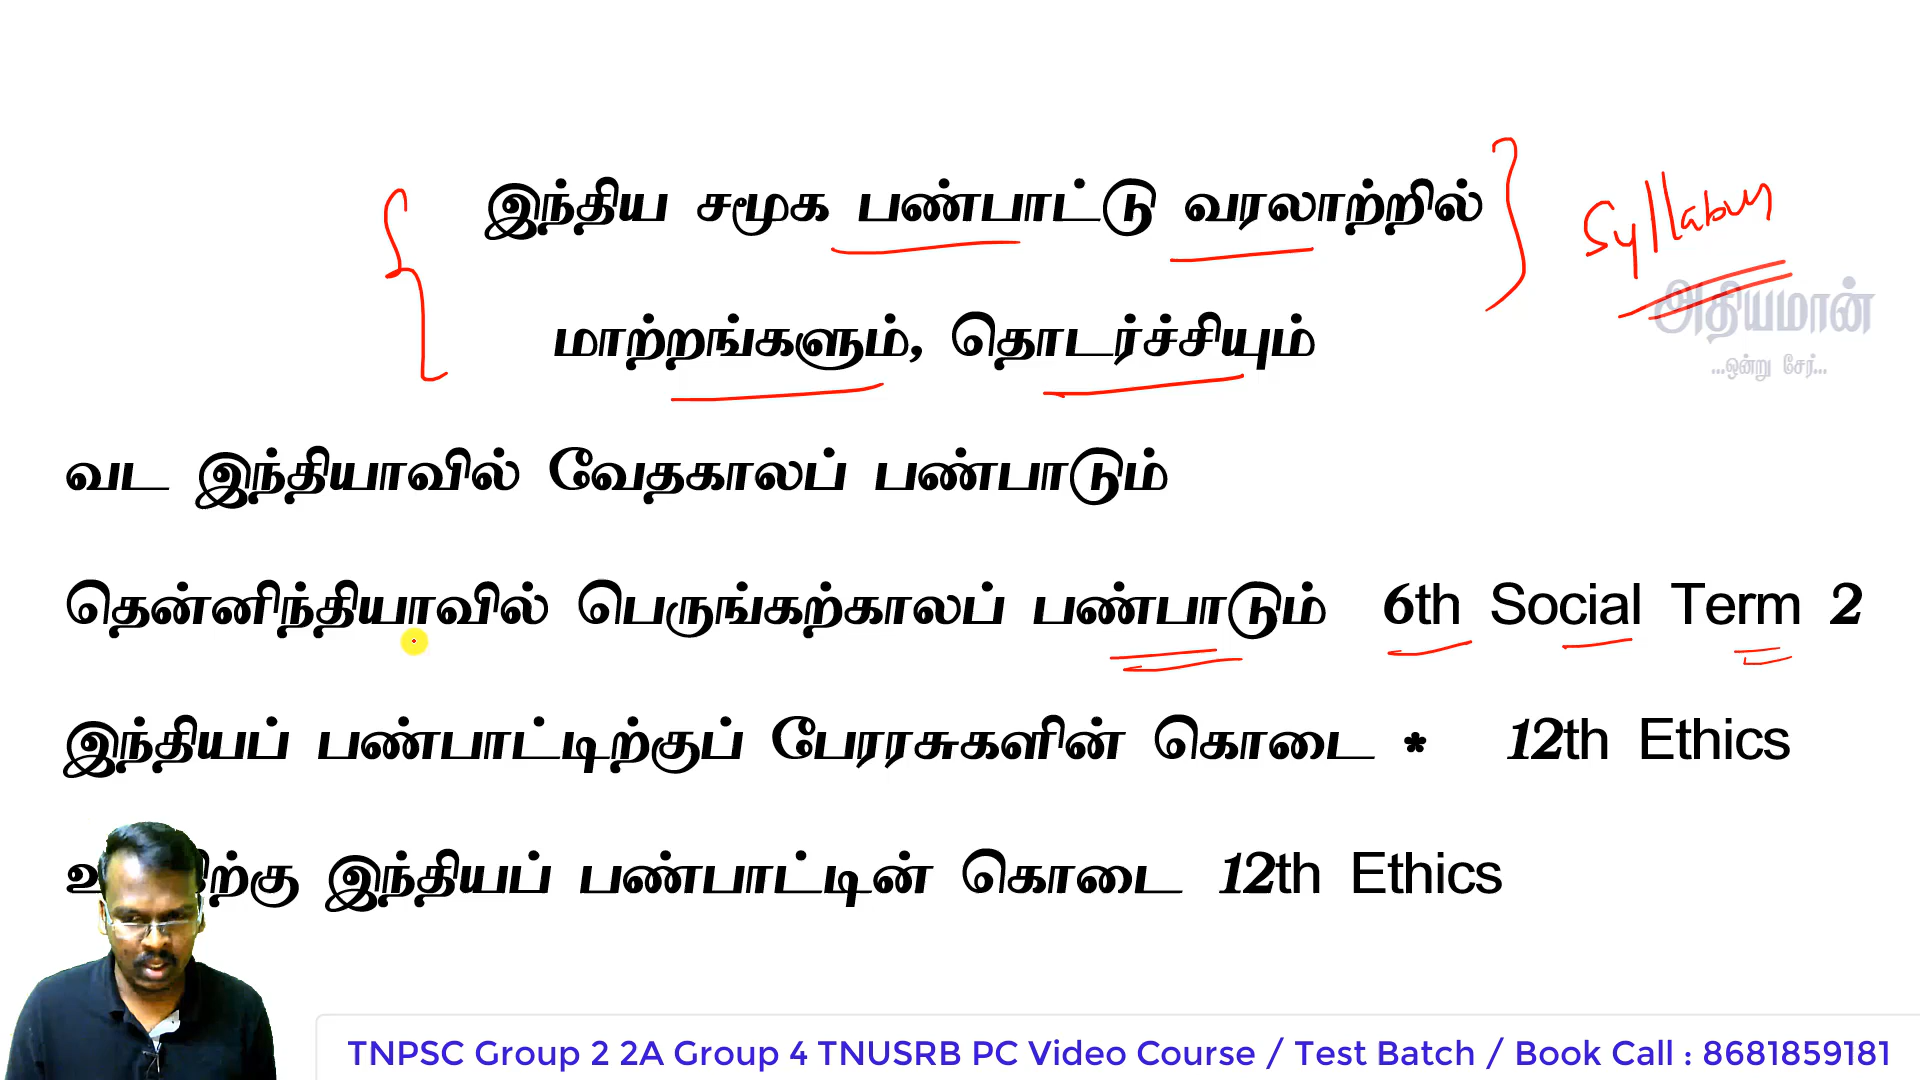 இந்திய சமூக பண்பாட்டு வரலாற்றில்
Syllabus
மாற்றங்களும், தொடர்ச்சியும்
அதியமான்
...ஒன்று சேர்...
வட இந்தியாவில் வேதகாலப் பண்பாடும்
தென்னிந்தியாவில் பெருங்கற்காலப் பண்பாடும் 6th Social Term 2
இந்தியப் பண்பாட்டிற்குப் பேரரசுகளின் கொடை * 12th Ethics
இந்தியப் பண்பாட்டின் கொடை 12th Ethics
TNPSC Group 2 2A Group 4 TNUSRB PC Video Course / Test Batch / Book Call : 8681859181